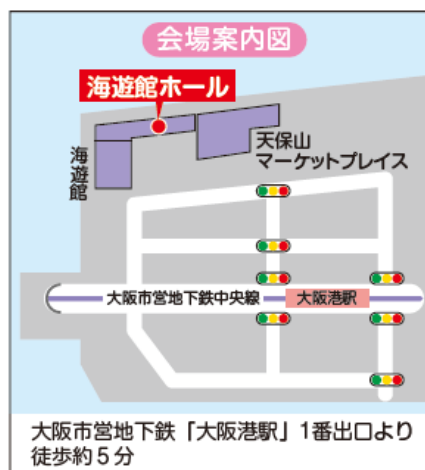 会場案内図
海遊館ホール
海遊館
天保山
マーケットプレイス
大阪市営地下鉄中央線
大阪港駅
大阪市営地下鉄「大阪港駅」1番出口より
徒歩約5分